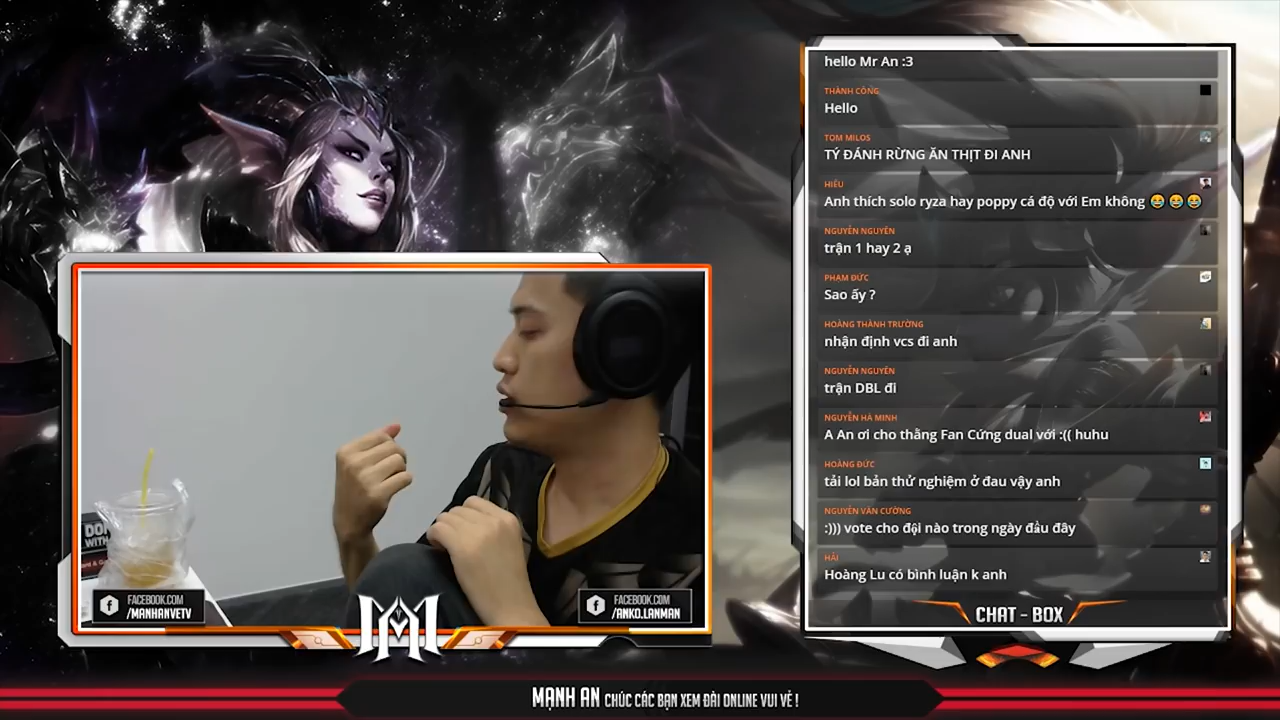 hello Mr An :3
THÀNH CÔNG
Hello
TOM MILOS
TÝ ĐÁNH RỪNG ĂN THỊT ĐI ANH
HIẾU
Anh thích solo ryza hay poppy cá độ với Em không 😂 😂 😂
NGUYÊN NGUYÊN
trận 1 hay 2 ạ
PHẠM ĐỨC
Sao ấy ?
HOÀNG THÀNH TRƯỜNG
nhận định vcs đi anh
NGUYÊN NGUYÊN
trận DBL đi
NGUYỄN HÀ MINH
A An ơi cho thằng Fan Cứng dual với :(( huhu
HOÀNG ĐỨC
tải lol bản thử nghiệm ở đau vậy anh
NGUYỄN VĂN CƯỜNG
:))) vote cho đội nào trong ngày đầu đây
HẢI
Hoàng Lu có bình luận k anh
CHAT - BOX
DON
WITH
FACEBOOK.COM
/MANHANVETV
FACEBOOK.COM
/ANKO.LANMAN
MẠNH AN CHÚC CÁC BẠN XEM ĐÀI ONLINE VUI VẺ !